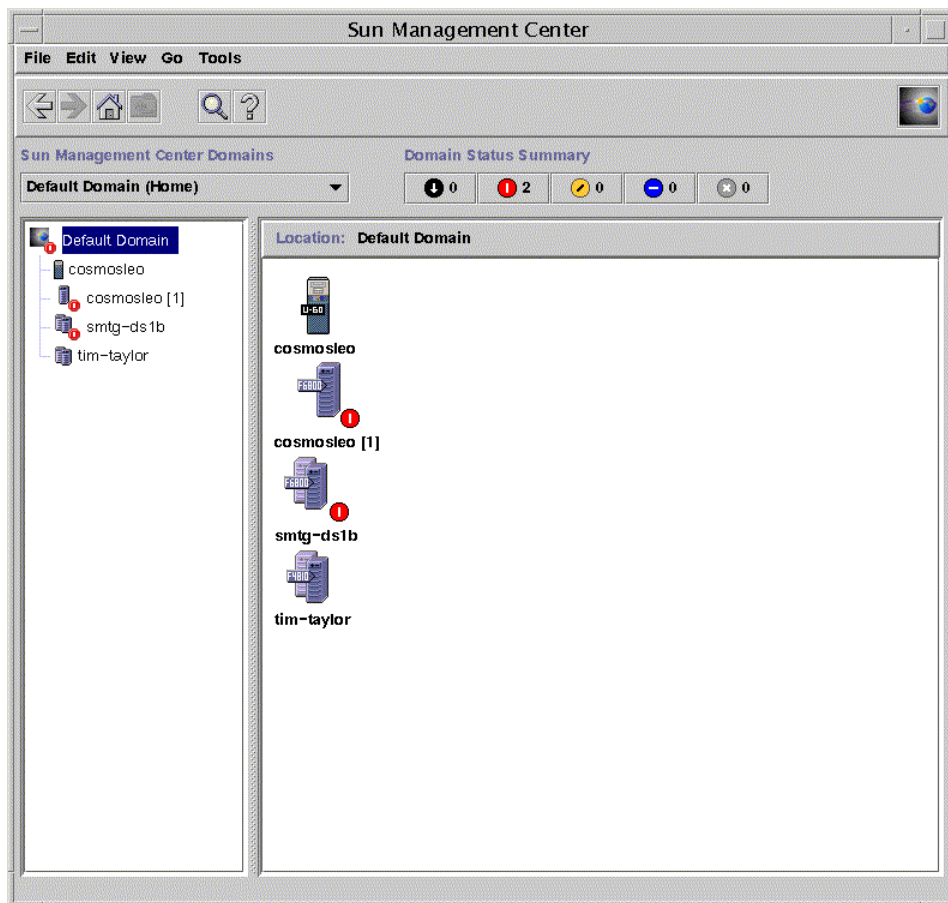 Sun Management Center
File Edit View Go Tools
Sun Management Center Domains
Domain Status Summary
Default Domain (Home)
0 2 0 0 0
Default Domain
cosmosleo
cosmosleo [1]
smtg-ds1b
tim-taylor
Location: Default Domain
U-60
cosmosleo
F6800
cosmosleo [1]
F6800
smtg-ds1b
F4810
tim-taylor